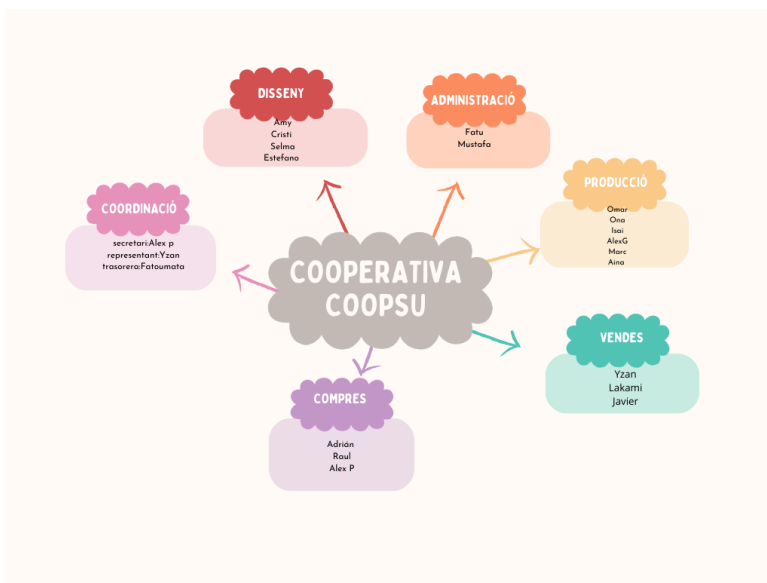 DISSENY
Amy
Cristi
Selma
Estefano
ADMINISTRACIÓ
Fatu
Mustafa
PRODUCCIÓ
Omar
Ona
Isai
AlexG
Marc
Aina
COORDINACIÓ
secretari:Alex p
representant:Yzan
trasorera:Fatoumata
COOPERATIVA
COOPSU
VENDES
Yzan
Lakami
Javier
COMPRES
Adrián
Raul
Alex P